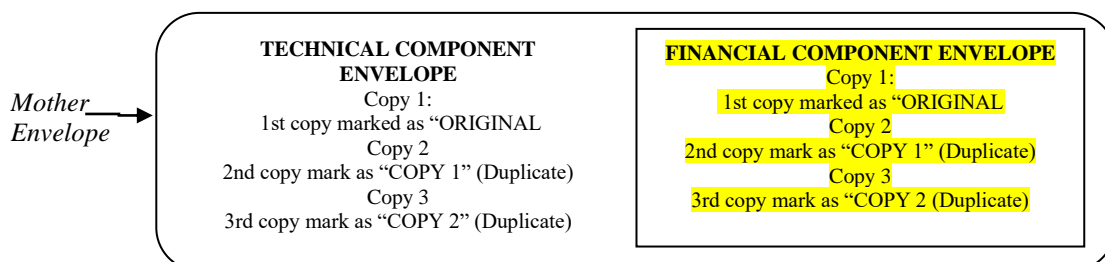 Mother
Envelope
TECHNICAL COMPONENT
ENVELOPE
Copy 1:
1st copy marked as “ORIGINAL
Copy 2
2nd copy mark as “COPY 1” (Duplicate)
Copy 3
3rd copy mark as “COPY 2” (Duplicate)
FINANCIAL COMPONENT ENVELOPE
Copy 1:
1st copy marked as “ORIGINAL
Copy 2
2nd copy mark as “COPY 1” (Duplicate)
Copy 3
3rd copy mark as “COPY 2 (Duplicate)